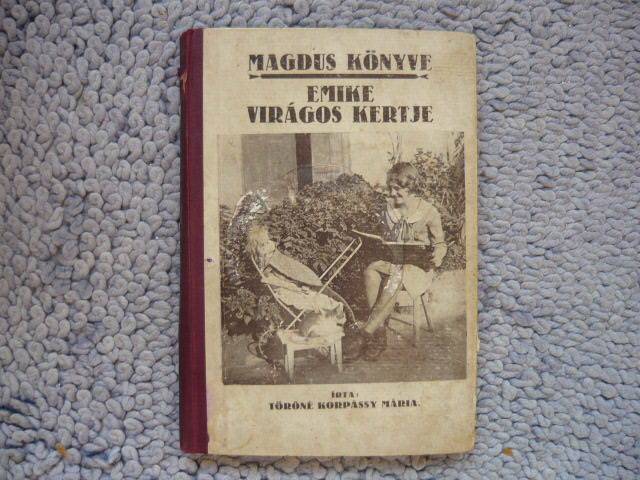 MAGDUS KÖNYVE
EMIKE
VIRÁGOS KERTJE
ÍRTA:
TÖRÖNÉ KORPÁSSY MÁRIA.